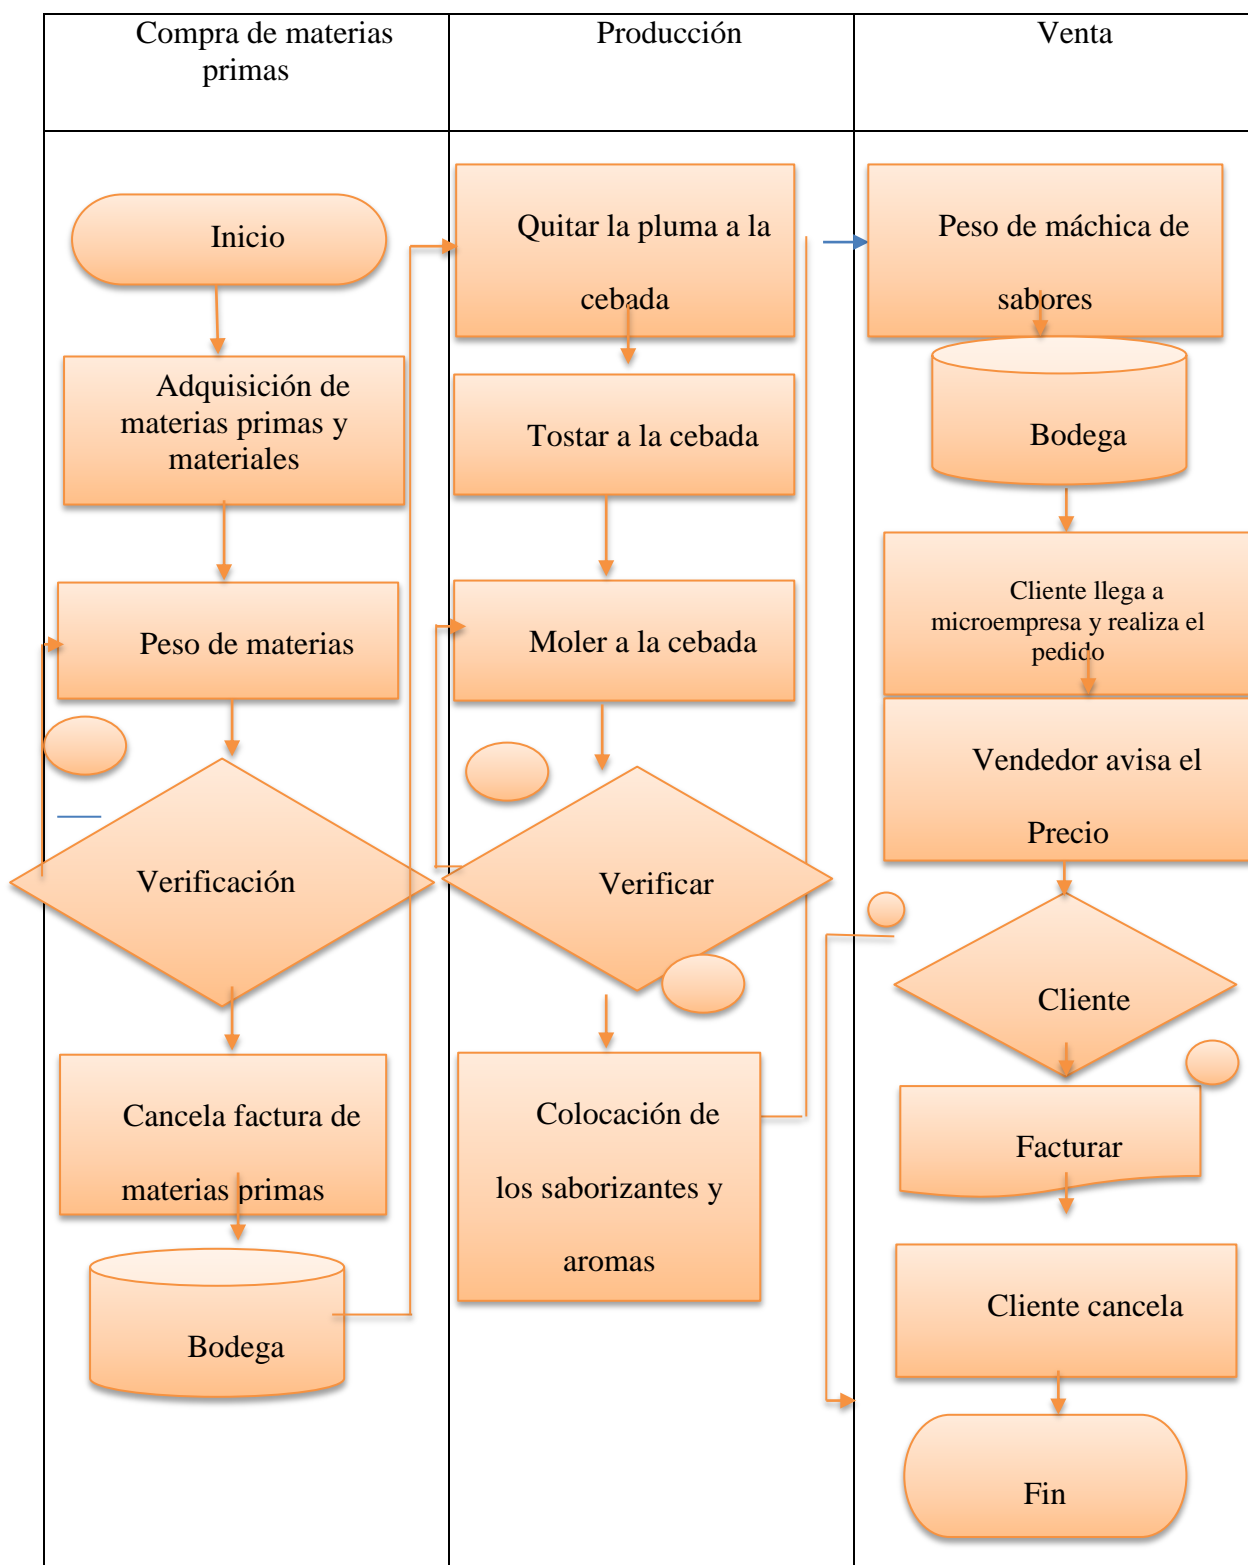 Compra de materias
primas
Producción
Venta
Inicio
Adquisición de
materias primas y
materiales
Peso de materias
Verificación
Cancela factura de
materias primas
Bodega
Quitar la pluma a la
cebada
Tostar a la cebada
Moler a la cebada
Verificar
Colocación de
los saborizantes y
aromas
Peso de máchica de
sabores
Bodega
Cliente llega a
microempresa y realiza el
pedido
Vendedor avisa el
Precio
Cliente
Facturar
Cliente cancela
Fin